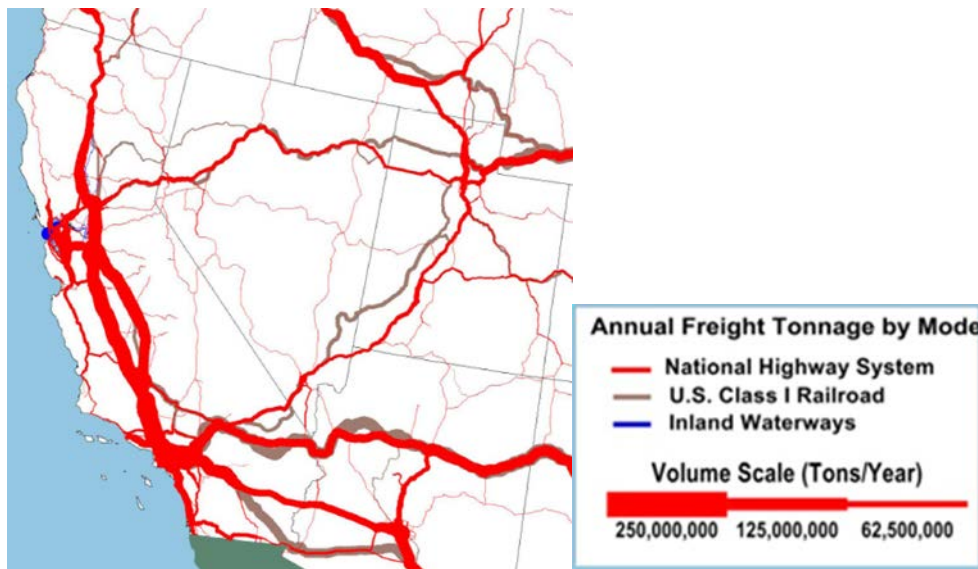 Annual Freight Tonnage by Mode
National Highway System
U.S. Class I Railroad
Inland Waterways
Volume Scale (Tons/Year)
250,000,000 125,000,000 62,500,000